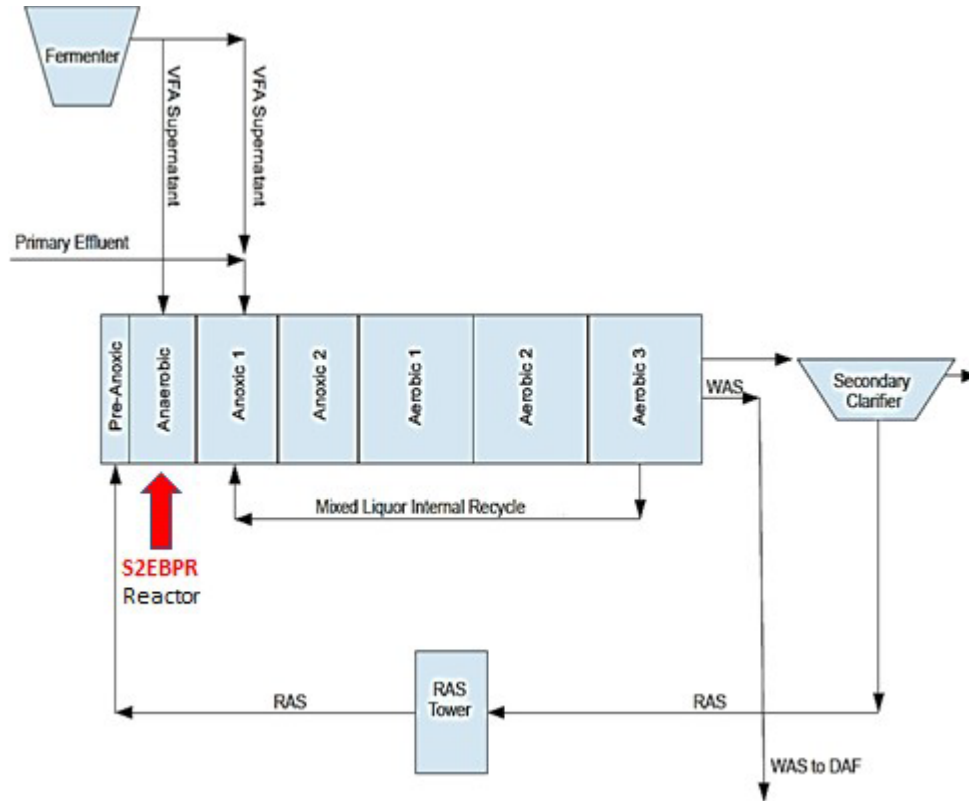 Fermenter
VFA Supernatant
VFA Supernatant
Primary Effluent
Pre-Anoxic
Anaerobic
Anoxic 1
Anoxic 2
Aerobic 1
Aerobic 2
Aerobic 3
WAS
Secondary
Clarifier
Mixed Liquor Internal Recycle
S2EBPR
Reactor
RAS
RAS
Tower
RAS
WAS to DAF